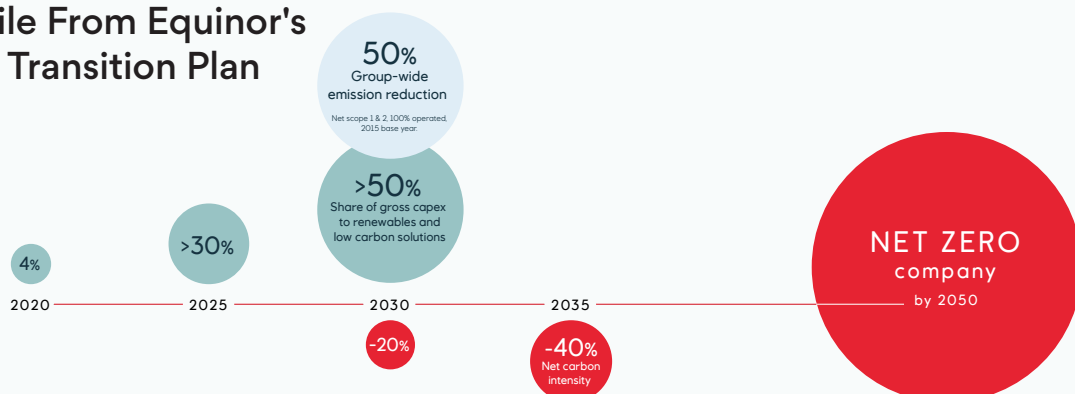 ile From Equinor's
Transition Plan
50%
Group-wide
emission reduction
Net scope 1 & 2, 100% operated,
2015 base year.
>50%
Share of gross capex
to renewables and
low carbon solutions
4%
>30%
NET ZERO
company
by 2050
2020
2025
2030
2035
-20%
-40%
Net carbon
intensity